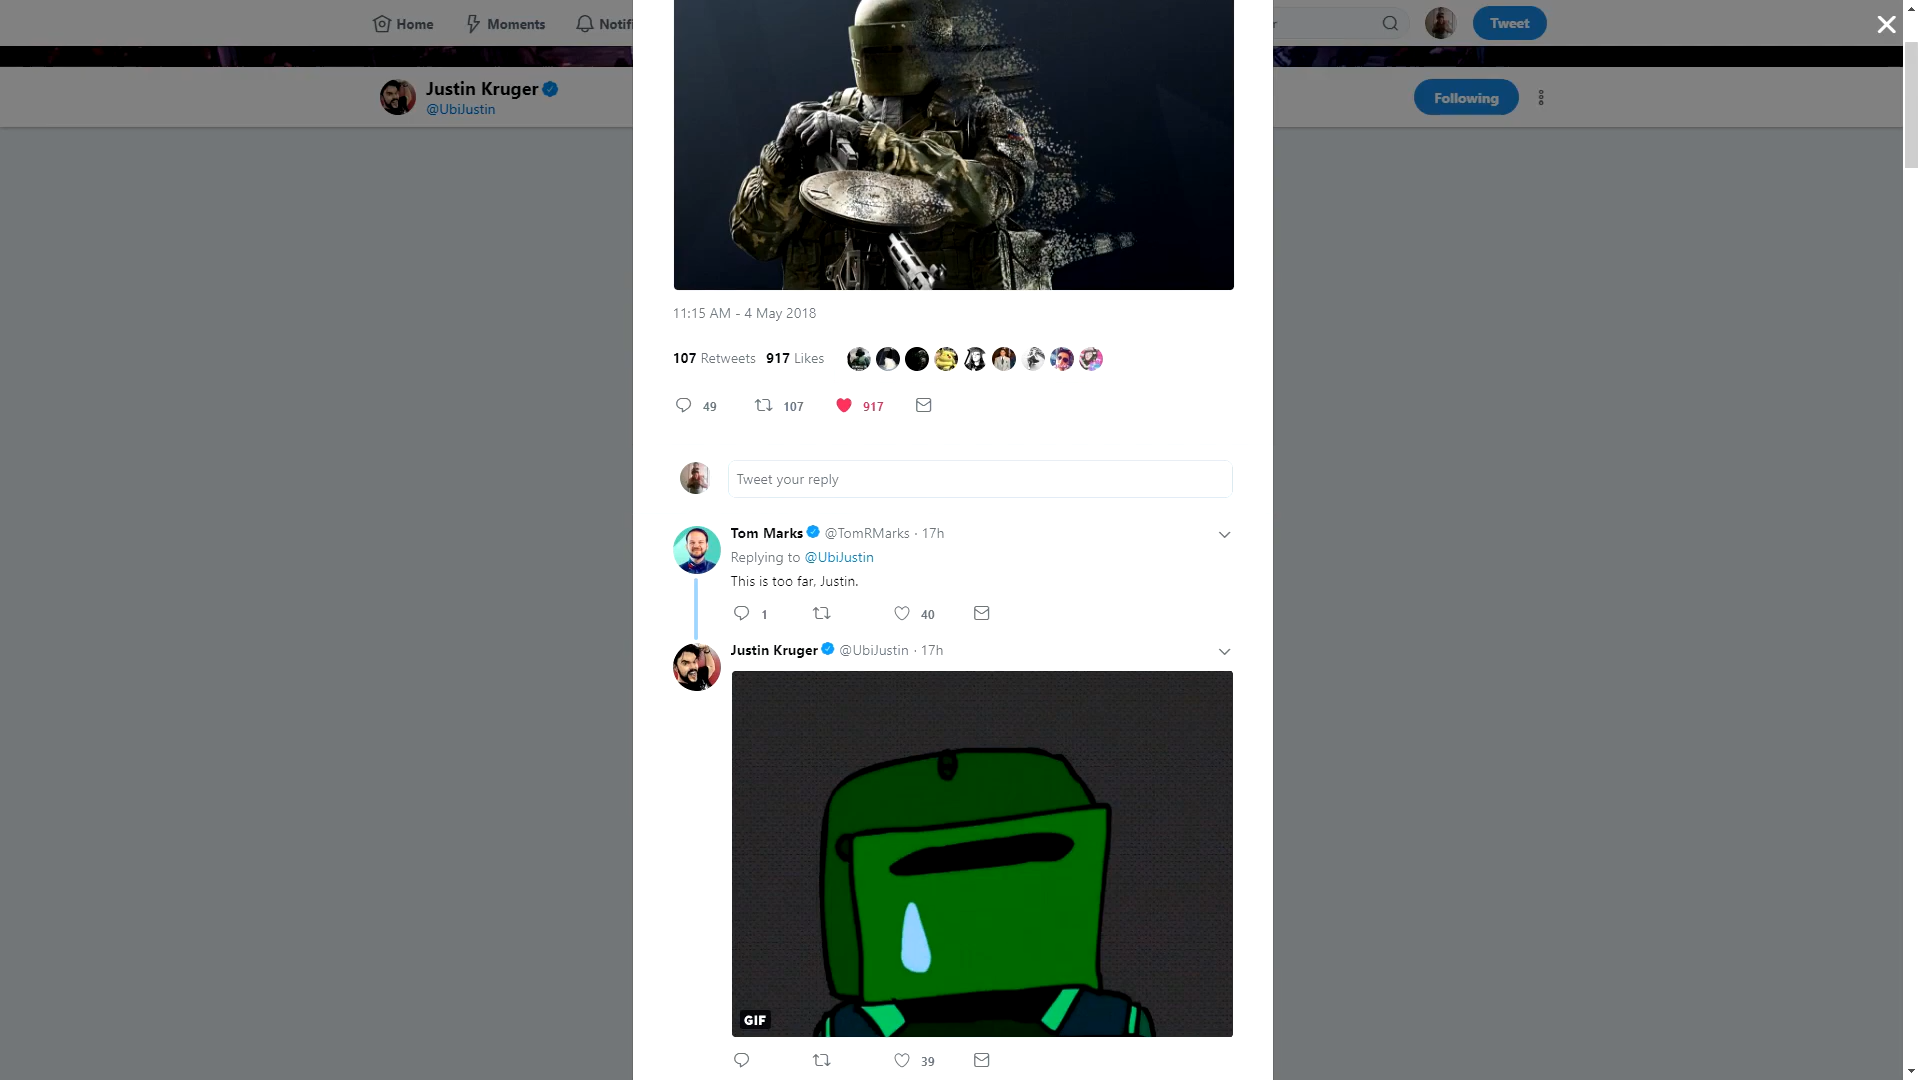 Home
Moments
Notifi
r
Tweet
Justin Kruger
@UbiJustin
Following
11:15 AM - 4 May 2018
107 Retweets 917 Likes
49 107 917
Tweet your reply
Tom Marks @TomRMarks · 17h
Replying to @UbiJustin
This is too far, Justin.
1 40
Justin Kruger @UbiJustin · 17h
GIF
39